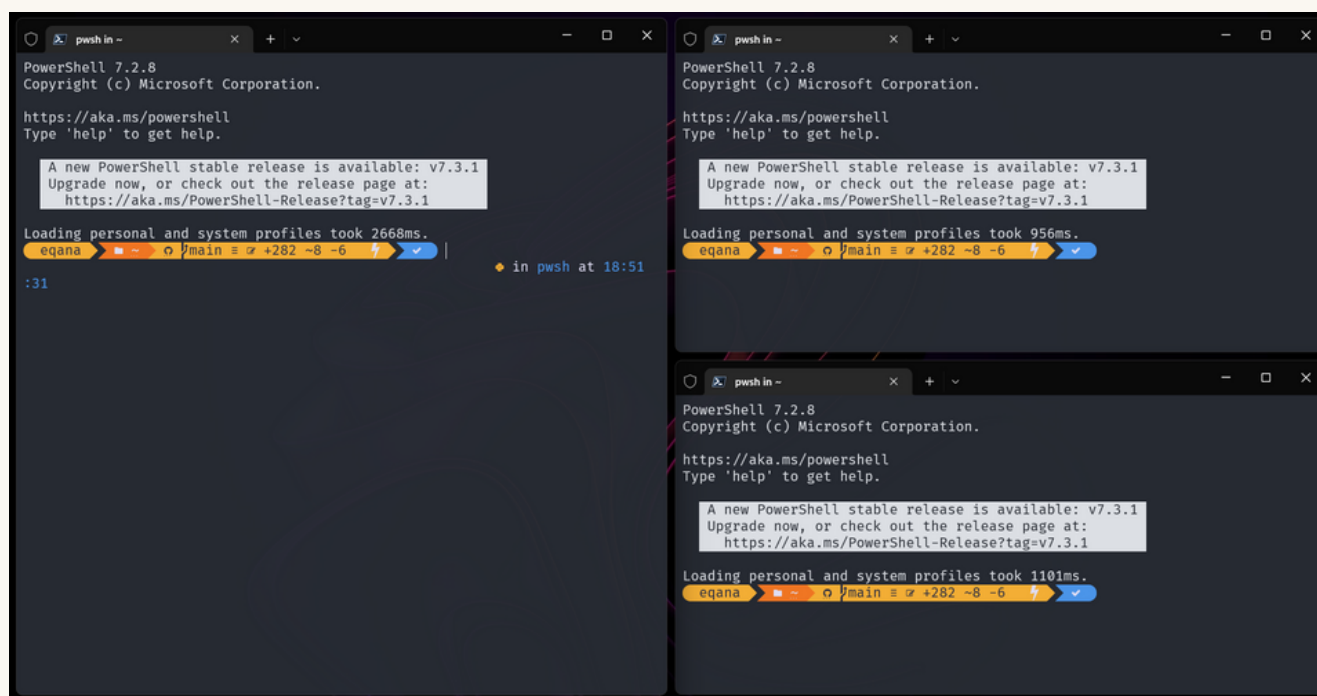 pwsh in ~
PowerShell 7.2.8
Copyright (c) Microsoft Corporation.
https://aka.ms/powershell
Type 'help' to get help.
A new PowerShell stable release is available: v7.3.1
Upgrade now, or check out the release page at:
https://aka.ms/PowerShell-Release?tag=v7.3.1
Loading personal and system profiles took 2668ms.
eqana ~ main ≡ +282 ~8 -6
in pwsh at 18:51
:31
pwsh in ~
PowerShell 7.2.8
Copyright (c) Microsoft Corporation.
https://aka.ms/powershell
Type 'help' to get help.
A new PowerShell stable release is available: v7.3.1
Upgrade now, or check out the release page at:
https://aka.ms/PowerShell-Release?tag=v7.3.1
Loading personal and system profiles took 956ms.
eqana ~ main ≡ +282 ~8 -6
pwsh in ~
PowerShell 7.2.8
Copyright (c) Microsoft Corporation.
https://aka.ms/powershell
Type 'help' to get help.
A new PowerShell stable release is available: v7.3.1
Upgrade now, or check out the release page at:
https://aka.ms/PowerShell-Release?tag=v7.3.1
Loading personal and system profiles took 1101ms.
eqana ~ main ≡ +282 ~8 -6